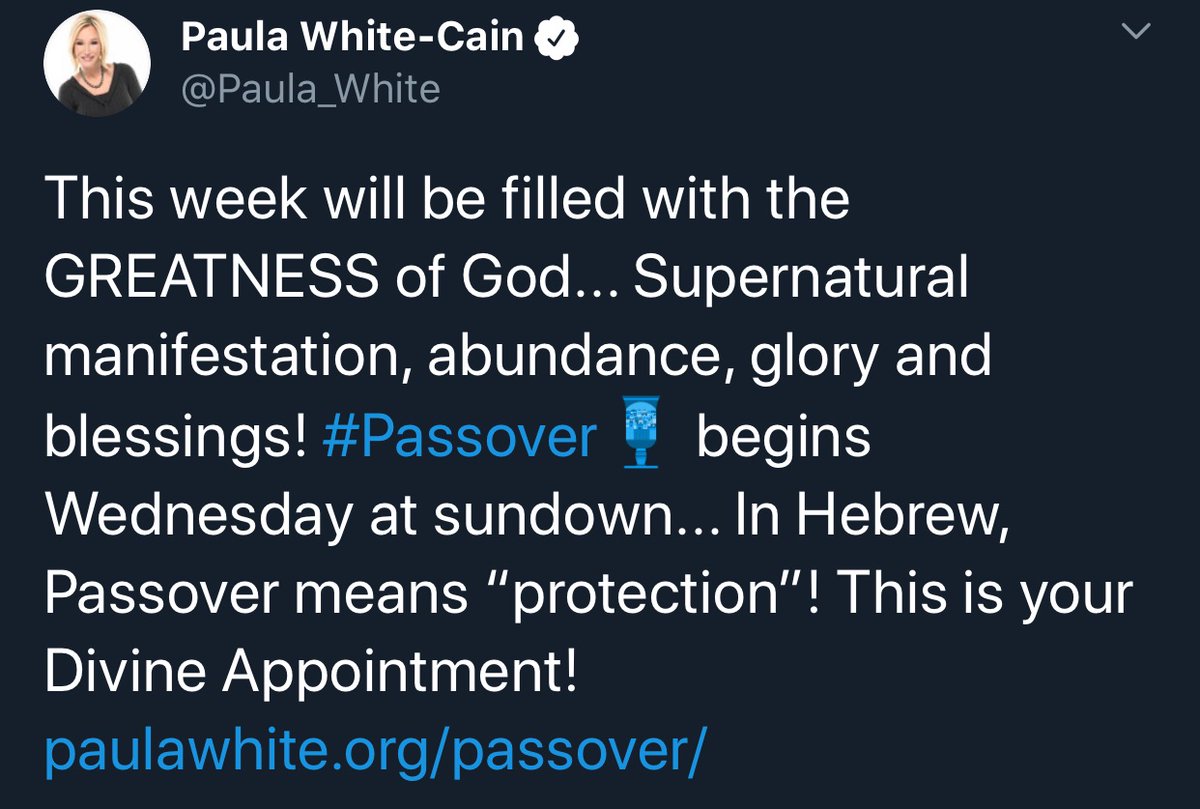 Paula White-Cain
@Paula_White
This week will be filled with the
GREATNESS of God... Supernatural
manifestation, abundance, glory and
blessings! #Passover begins
Wednesday at sundown... In Hebrew,
Passover means “protection”! This is your
Divine Appointment!
paulawhite.org/passover/